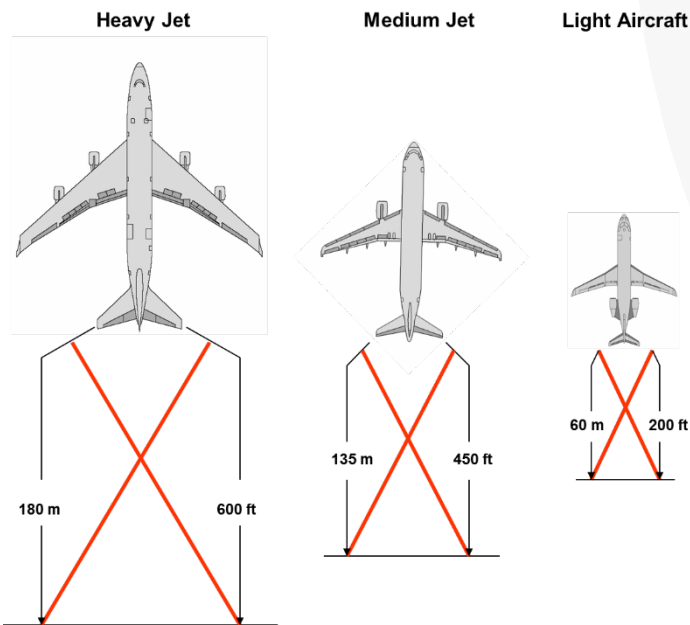 Heavy Jet
Medium Jet
Light Aircraft
180 m
600 ft
135 m
450 ft
60 m
200 ft